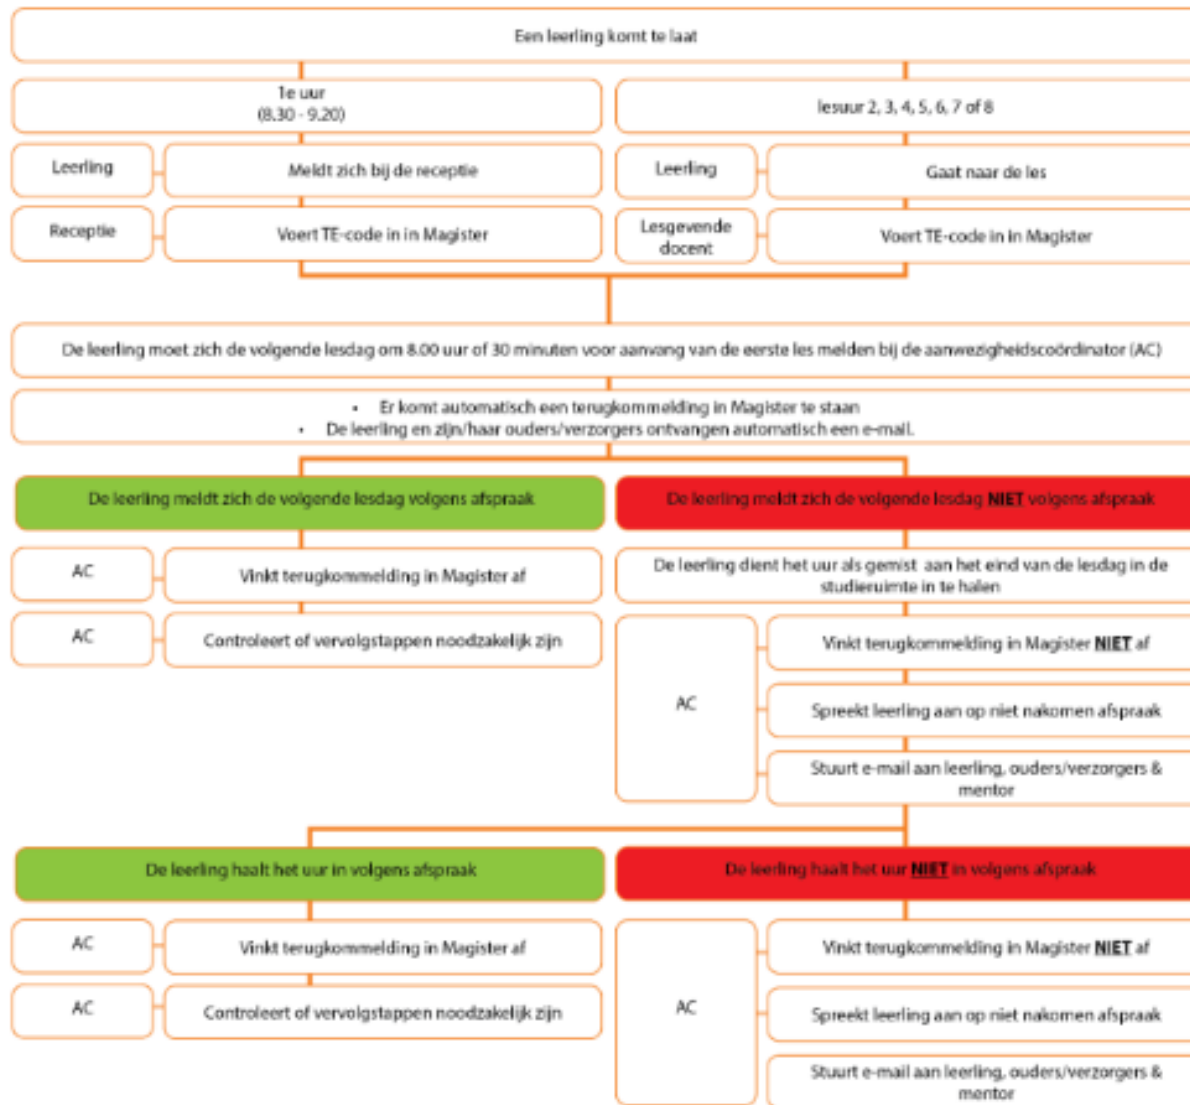 Een leerling komt te laat
1e uur
(8.30 - 9.20)
lesuur 2, 3, 4, 5, 6, 7 of 8
Leerling
Meldt zich bij de receptie
Leerling
Gaat naar de les
Receptie
Voert TE-code in in Magister
Lesgevende
docent
Voert TE-code in in Magister
De leerling moet zich de volgende lesdag om 8.00 uur of 30 minuten voor aanvang van de eerste les melden bij de aanwezigheidscoördinator (AC)
• Er komt automatisch een terugkommelding in Magister te staan
• De leerling en zijn/haar ouders/verzorgers ontvangen automatisch een e-mail.
De leerling meldt zich de volgende lesdag volgens afspraak
De leerling meldt zich de volgende lesdag NIET volgens afspraak
AC
Vinkt terugkommelding in Magister af
De leerling dient het uur als gemist aan het eind van de lesdag in de
studieruimte in te halen
AC
Controleert of vervolgstappen noodzakelijk zijn
AC
Vinkt terugkommelding in Magister NIET af
Spreekt leerling aan op niet nakomen afspraak
Stuurt e-mail aan leerling, ouders/verzorgers &
mentor
De leerling haalt het uur in volgens afspraak
De leerling haalt het uur NIET in volgens afspraak
AC
Vinkt terugkommelding in Magister af
AC
Controleert of vervolgstappen noodzakelijk zijn
AC
Vinkt terugkommelding in Magister NIET af
Spreekt leerling aan op niet nakomen afspraak
Stuurt e-mail aan leerling, ouders/verzorgers &
mentor